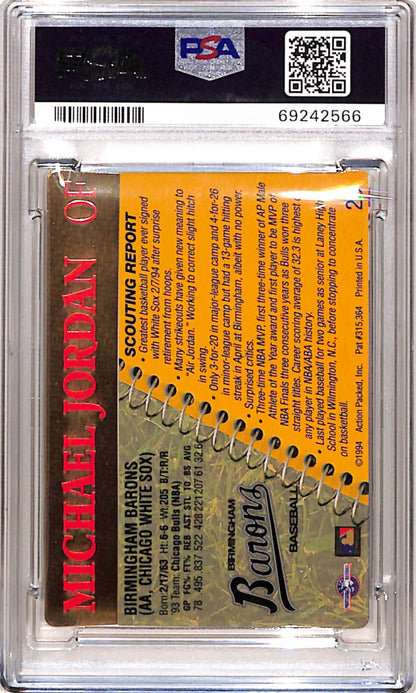 PSA
69242566
MICHAEL JORDAN OF
BIRMINGHAM BARONS
(AA, CHICAGO WHITE SOX)
Born: 2/17/63 Ht: 6-6 Wt: 205 B/T: R/R
'93 Team: Chicago Bulls (NBA)
GP FG% FT% REB AST STL TO BS AVG
78 495 837 522 428 221 207 61 32.6
BIRMINGHAM
Barons
BASEBALL
SCOUTING REPORT
• Greatest basketball player ever signed
with White Sox 2/7/94 after surprise
retirement from hoops.
• Many strikeouts have given new meaning to
"Air Jordan." Working to correct slight hitch
in swing.
• Only 3-for-20 in major-league camp and 4-for-26
in minor-league camp but had a 13-game hitting
streak in April at Birmingham, albeit with no power.
• Surprised critics.
• Three-time NBA MVP, first three-time winner of AP Male
Athlete of the Year award and first player to be MVP of
NBA Finals three consecutive years as Bulls won three
straight titles. Career scoring average of 32.3 is highest
any player in NBA/ABA history.
• Last played baseball for two games as senior at Laney High
School in Wilmington, N.C., before stopping to concentrate
on basketball.
©1994 Action Packed, Inc. Pat #315,364 Printed in U.S.A.